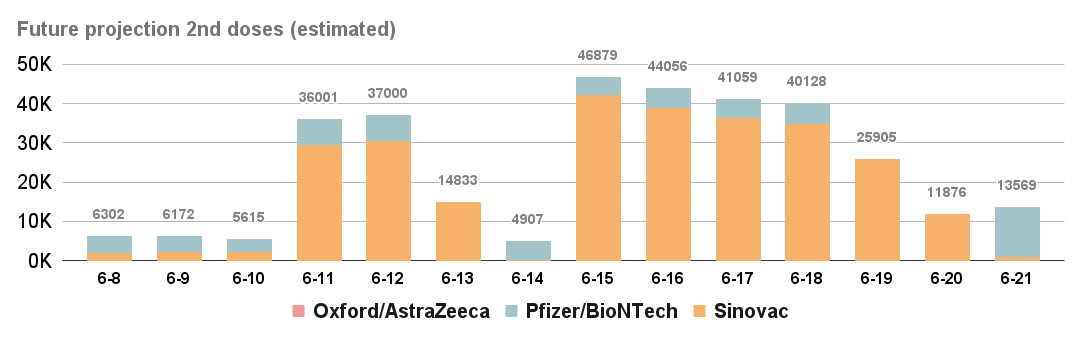 Future projection 2nd doses (estimated)
50K
40K
30K
20K
10K
0K
6302
6172
5615
36001
37000
14833
4907
46879
44056
41059
40128
25905
11876
13569
6-8 6-9 6-10 6-11 6-12 6-13 6-14 6-15 6-16 6-17 6-18 6-19 6-20 6-21
Oxford/AstraZeeca Pfizer/BioNTech Sinovac